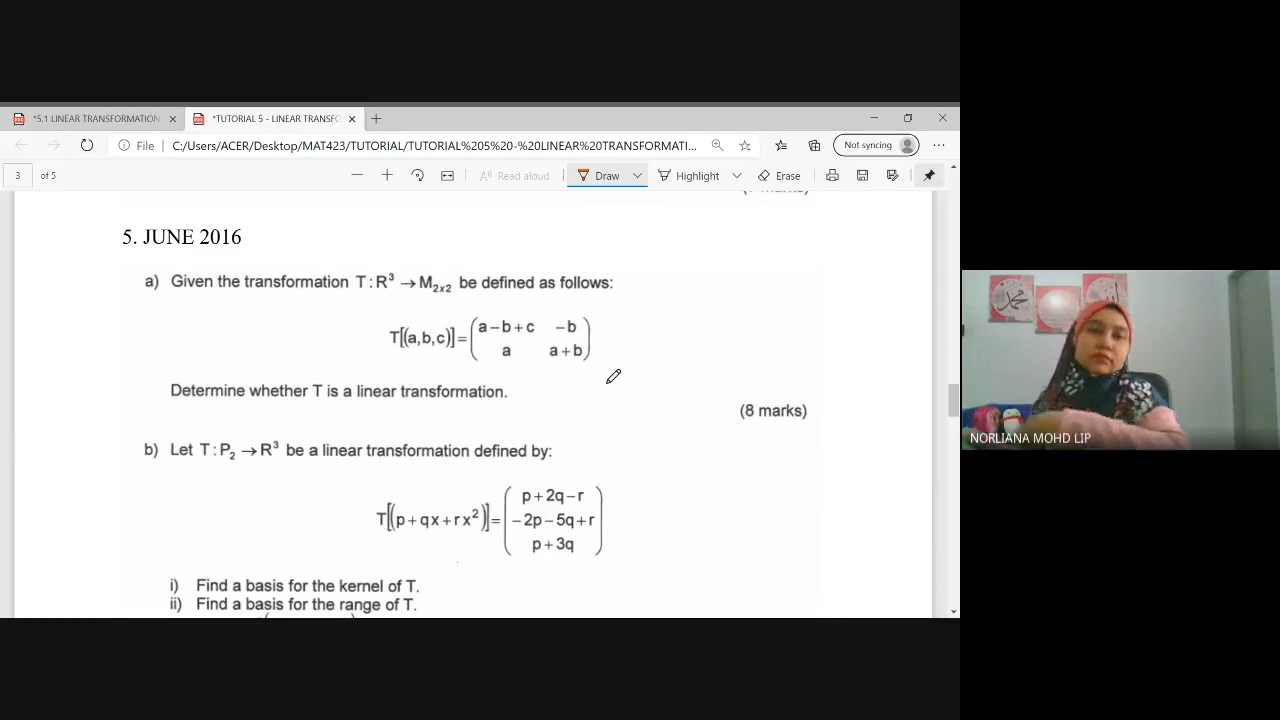 *5.1 LINEAR TRANSFORMATION
*TUTORIAL 5 - LINEAR TRANSFO
File
C:/Users/ACER/Desktop/MAT423/TUTORIAL/TUTORIAL%205%20-%20LINEAR%20TRANSFORMATI...
Not syncing
3 of 5
Read aloud
Draw
Highlight
Erase
5. JUNE 2016
a) Given the transformation T : R³ → M₂ₓ₂ be defined as follows:
T[(a,b,c)] = (a−b+c −b
a a+b)
Determine whether T is a linear transformation.
(8 marks)
b) Let T : P₂ → R³ be a linear transformation defined by:
p+2q−r
T[(p+qx+rx²)] = (−2p−5q+r)
p+3q
i) Find a basis for the kernel of T.
ii) Find a basis for the range of T.
NORLIANA MOHD LIP